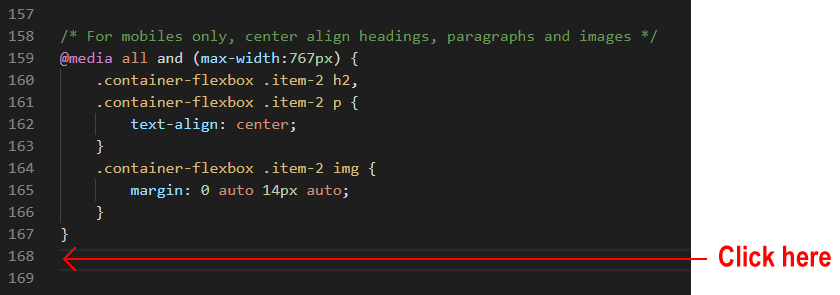 157
158 /* For mobiles only, center align headings, paragraphs and images */
159 @media all and (max-width:767px) {
160     .container-flexbox .item-2 h2,
161     .container-flexbox .item-2 p {
162         text-align: center;
163     }
164     .container-flexbox .item-2 img {
165         margin: 0 auto 14px auto;
166     }
167 }
168 Click here
169